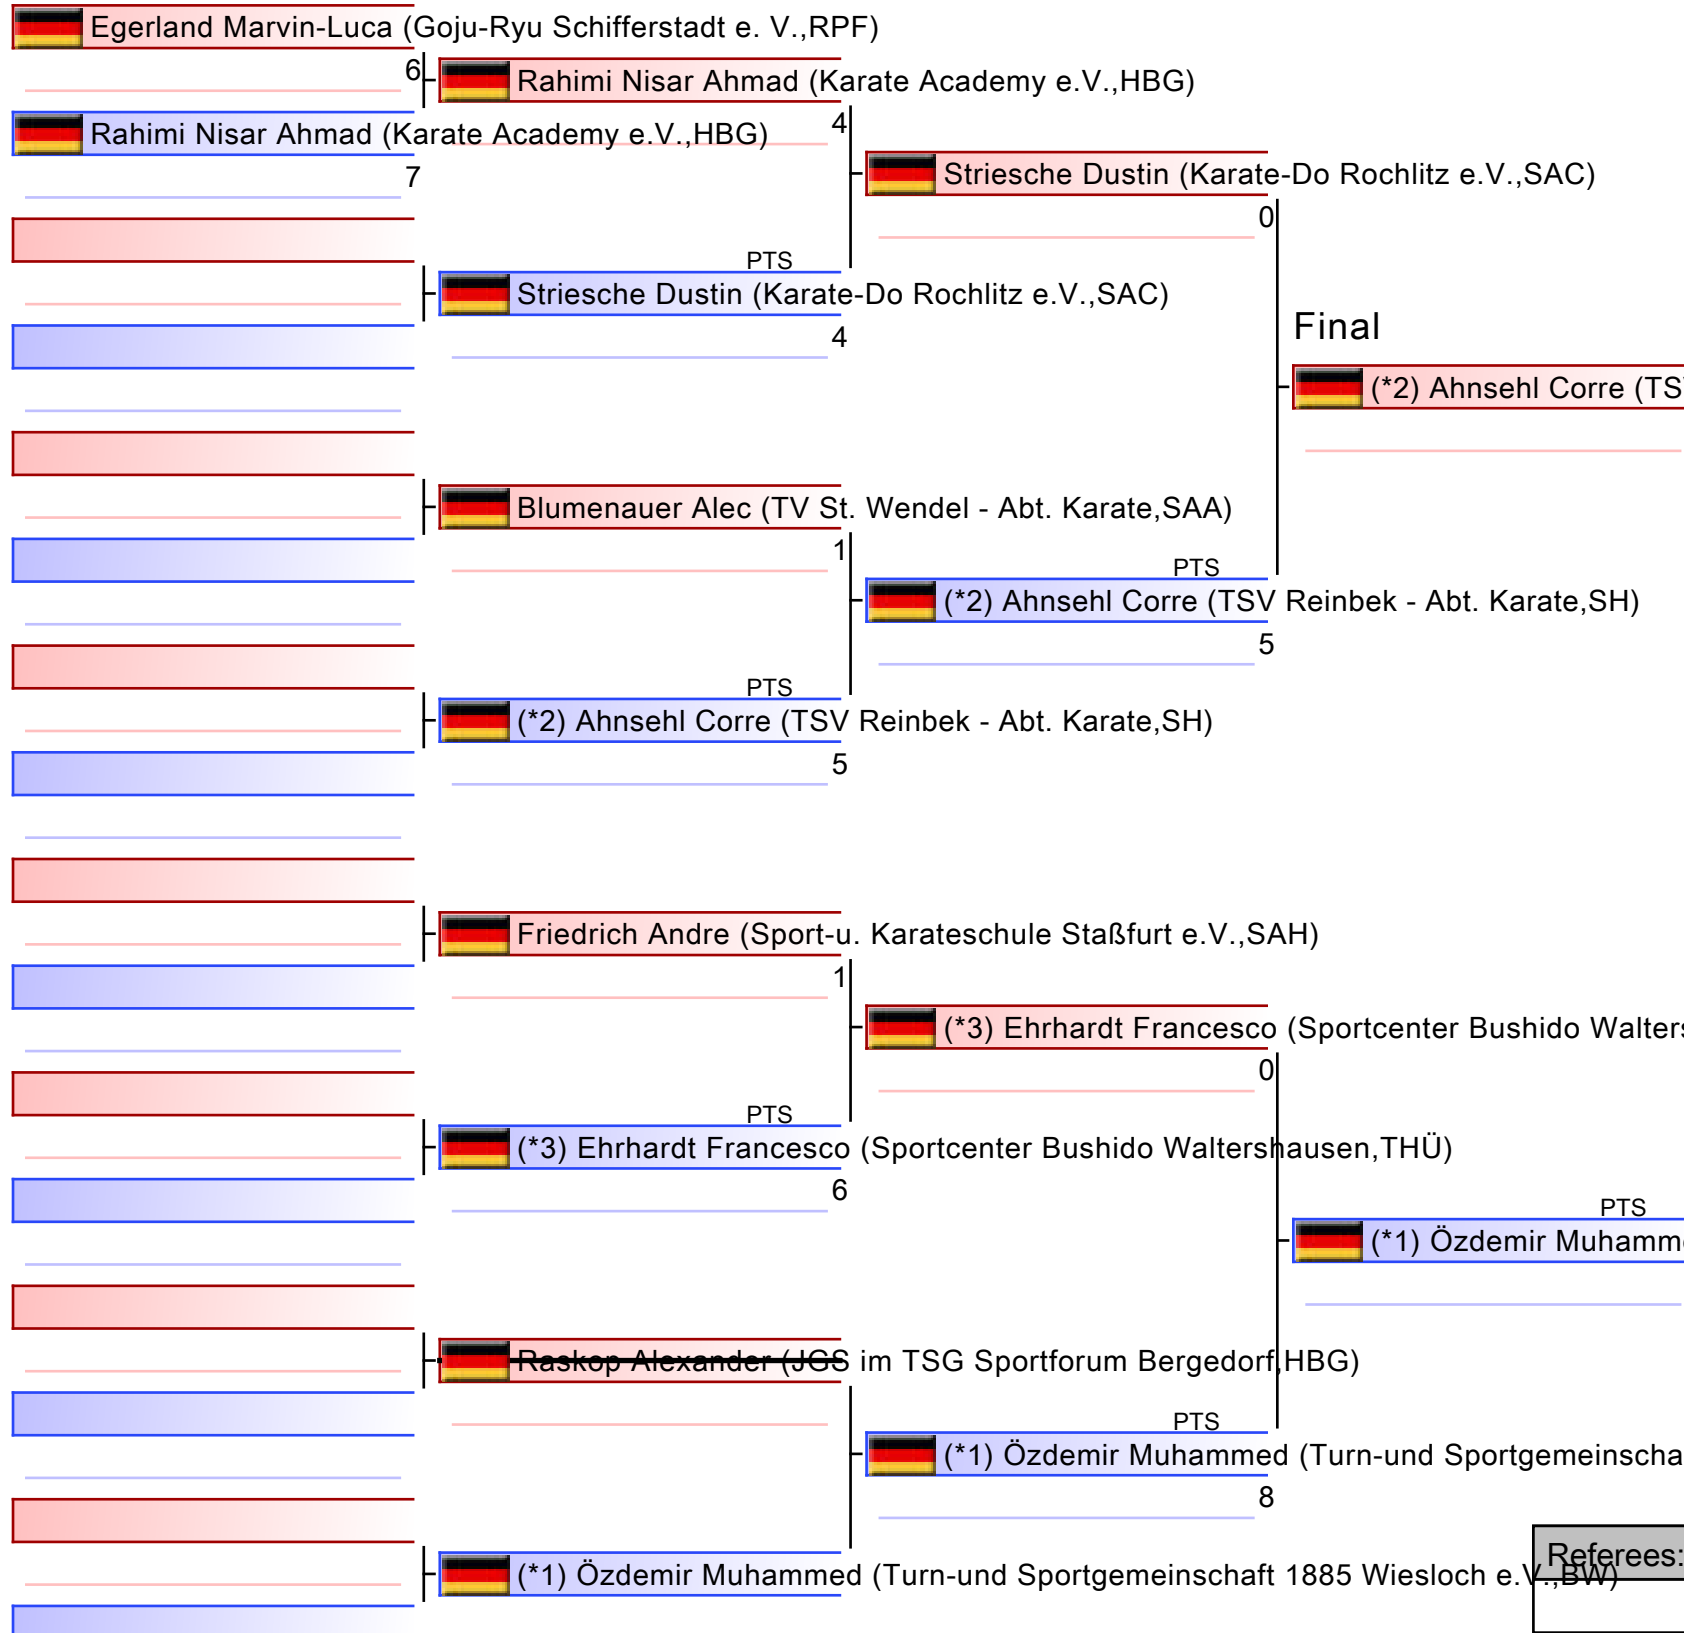 Egerland Marvin-Luca (Goju-Ryu Schifferstadt e. V.,RPF)
6
Rahimi Nisar Ahmad (Karate Academy e.V.,HBG)
Rahimi Nisar Ahmad (Karate Academy e.V.,HBG)
4
7
Striesche Dustin (Karate-Do Rochlitz e.V.,SAC)
0
PTS
Striesche Dustin (Karate-Do Rochlitz e.V.,SAC)
4
Final
(*2) Ahnsehl Corre (TS
Blumenauer Alec (TV St. Wendel - Abt. Karate,SAA)
1
PTS
(*2) Ahnsehl Corre (TSV Reinbek - Abt. Karate,SH)
5
PTS
(*2) Ahnsehl Corre (TSV Reinbek - Abt. Karate,SH)
5
Friedrich Andre (Sport-u. Karateschule Staßfurt e.V.,SAH)
1
(*3) Ehrhardt Francesco (Sportcenter Bushido Walters
0
PTS
(*3) Ehrhardt Francesco (Sportcenter Bushido Waltershausen,THÜ)
6
PTS
(*1) Özdemir Muhamm
Raskop Alexander (JGS im TSG Sportforum Bergedorf,HBG)
PTS
(*1) Özdemir Muhammed (Turn-und Sportgemeinscha
8
Referees:
(*1) Özdemir Muhammed (Turn-und Sportgemeinschaft 1885 Wiesloch e.V.,BW)